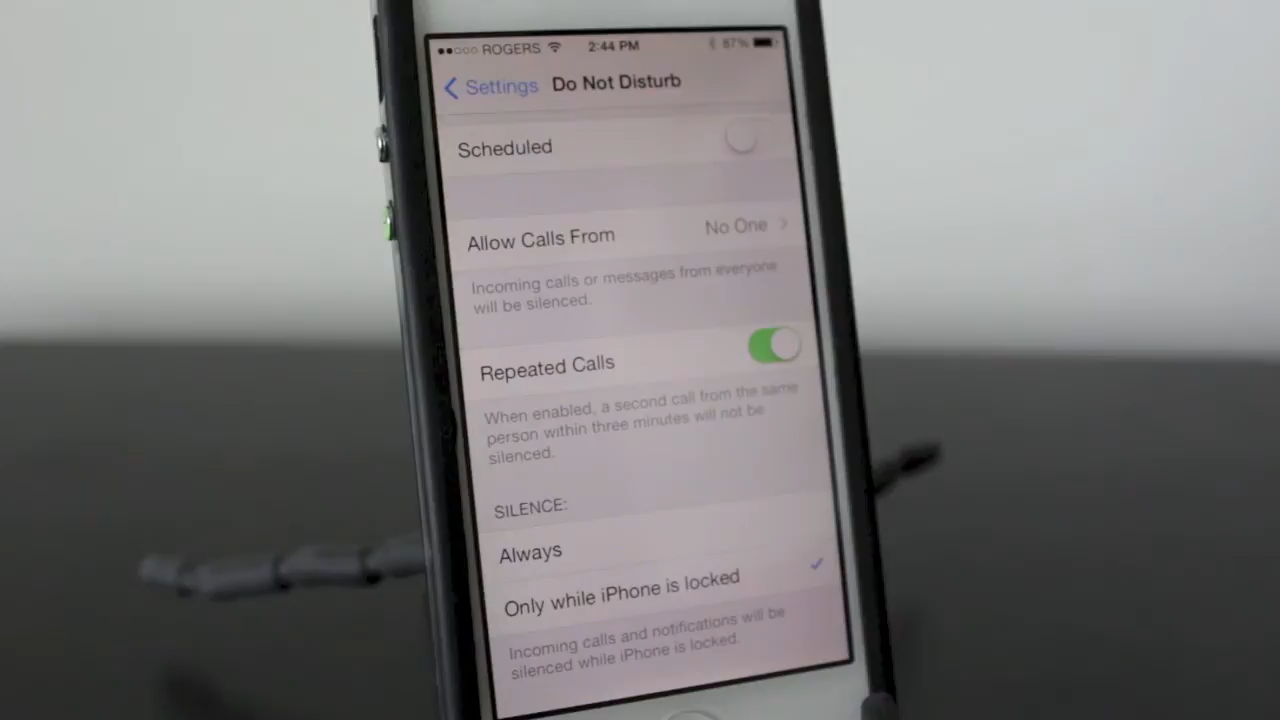 ROGERS 2:44 PM 87%
Settings Do Not Disturb
Scheduled
Allow Calls From No One
Incoming calls or messages from everyone
will be silenced.
Repeated Calls
When enabled, a second call from the same
person within three minutes will not be
silenced.
SILENCE:
Always
Only while iPhone is locked
Incoming calls and notifications will be
silenced while iPhone is locked.